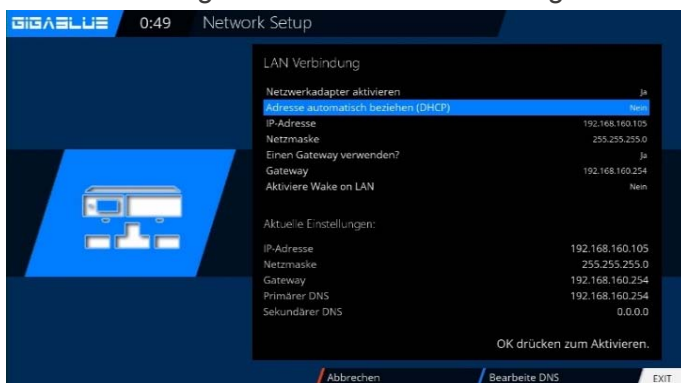 GIGABLUE 0:49 Network Setup
LAN Verbindung
Netzwerkadapter aktivieren Ja
Adresse automatisch beziehen (DHCP) Nein
IP-Adresse 192.168.160.105
Netzmaske 255.255.255.0
Einen Gateway verwenden? Ja
Gateway 192.168.160.254
Aktiviere Wake on LAN Nein
Aktuelle Einstellungen:
IP-Adresse 192.168.160.105
Netzmaske 255.255.255.0
Gateway 192.168.160.254
Primärer DNS 192.168.160.254
Sekundärer DNS 0.0.0.0
OK drücken zum Aktivieren.
Abbrechen Bearbeite DNS EXIT